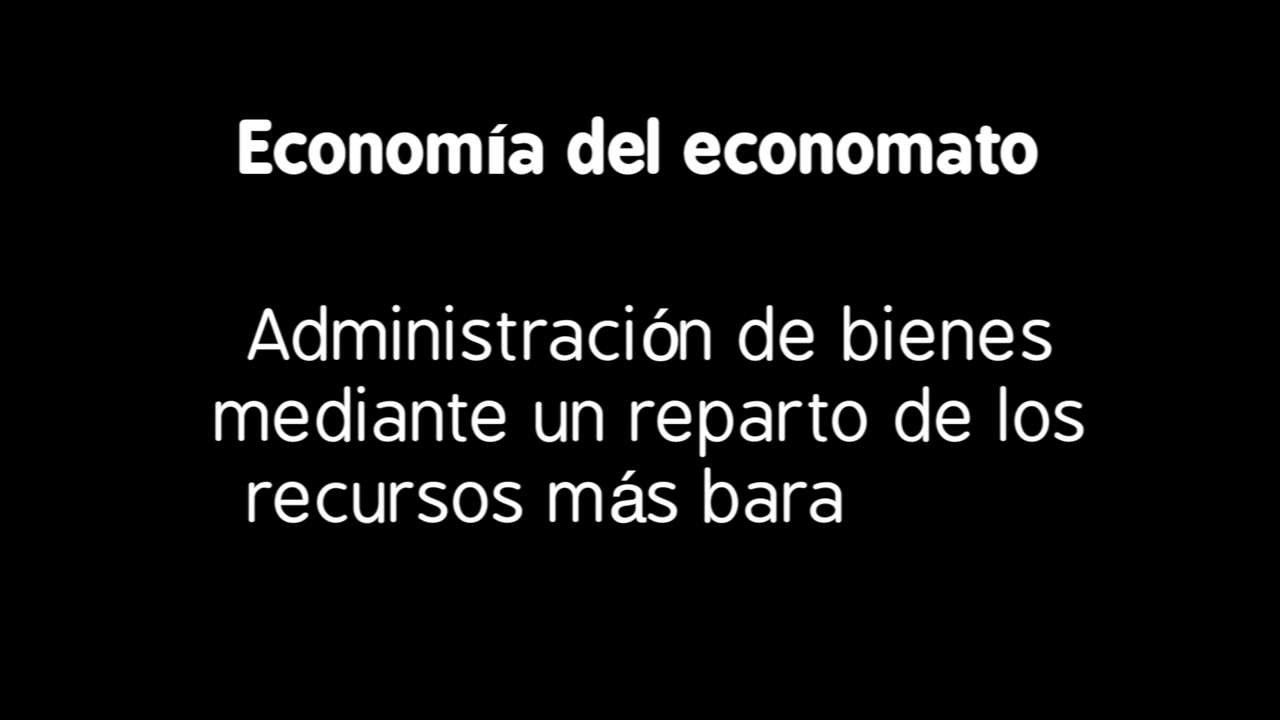 Economía del economato
Administración de bienes
mediante un reparto de los
recursos más bara